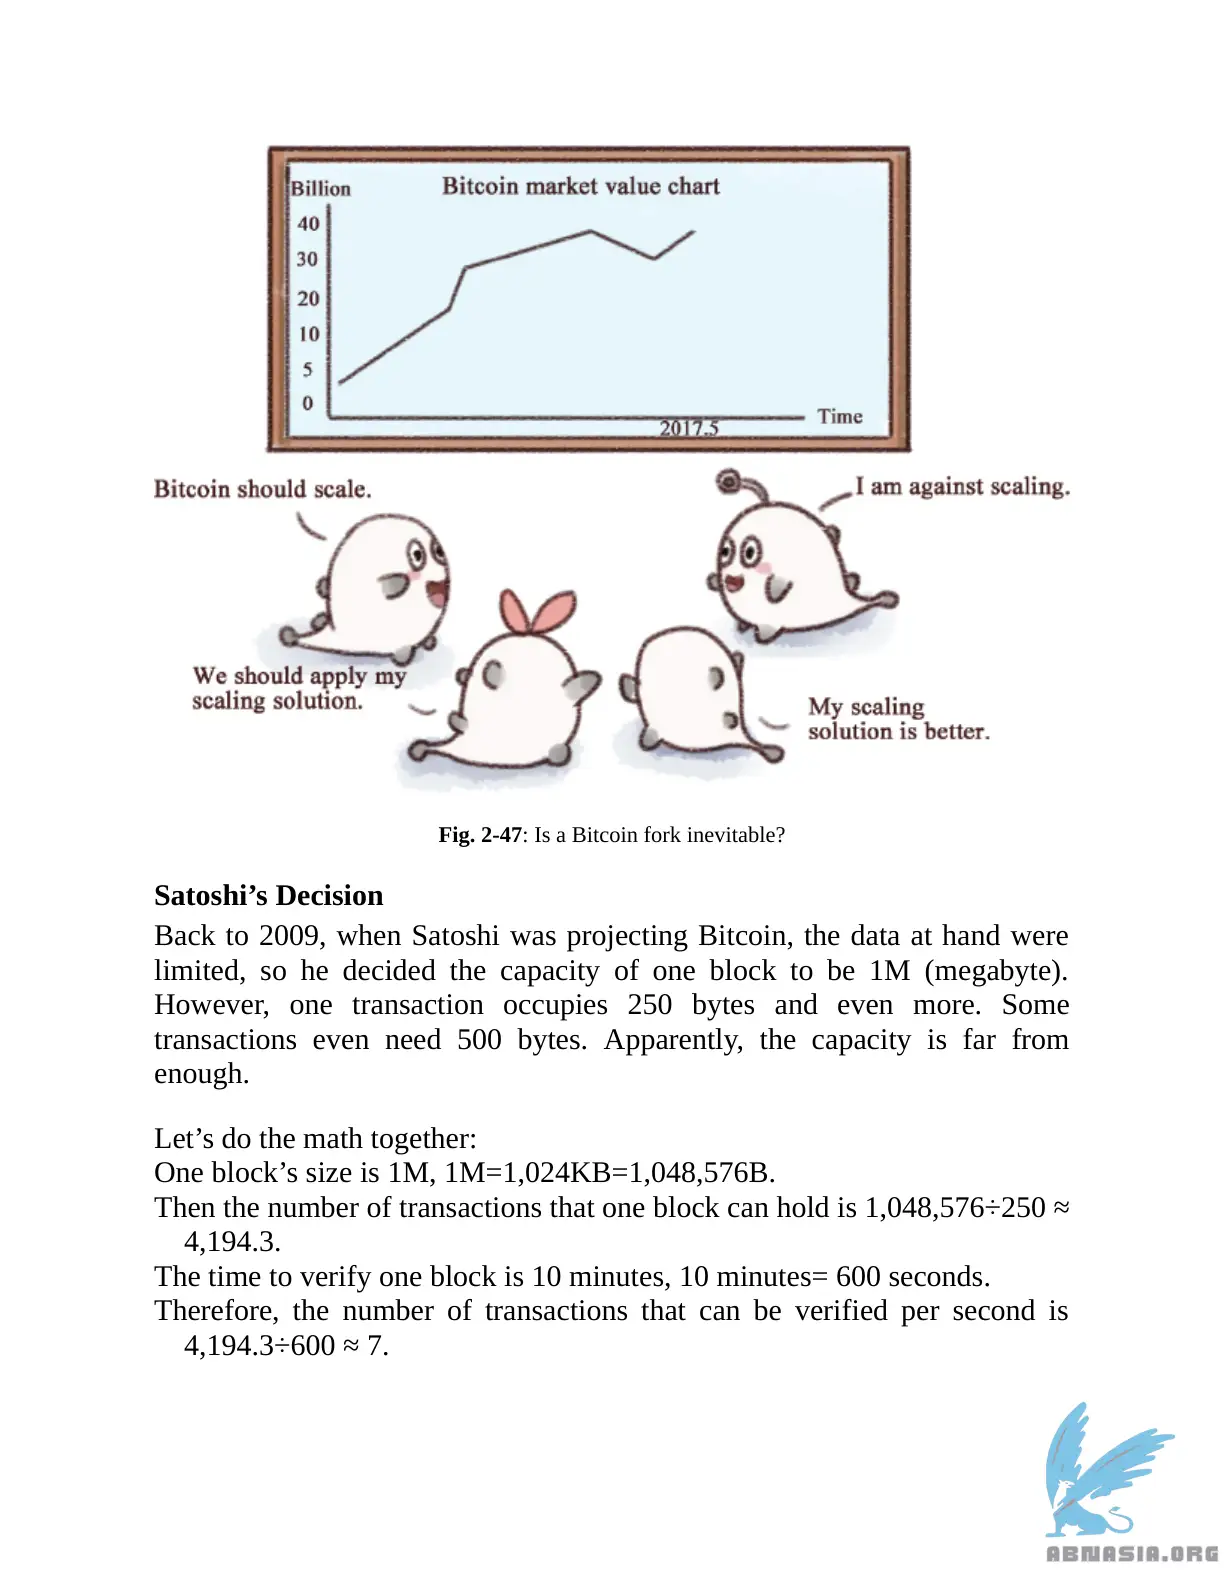 Billion
Bitcoin market value chart
40
30
20
10
5
0
Time
2017.5
Bitcoin should scale.
I am against scaling.
We should apply my
scaling solution.
My scaling
solution is better.
Fig. 2-47: Is a Bitcoin fork inevitable?
Satoshi’s Decision
Back to 2009, when Satoshi was projecting Bitcoin, the data at hand were
limited, so he decided the capacity of one block to be 1M (megabyte).
However, one transaction occupies 250 bytes and even more. Some
transactions even need 500 bytes. Apparently, the capacity is far from
enough.
Let’s do the math together:
One block’s size is 1M, 1M=1,024KB=1,048,576B.
Then the number of transactions that one block can hold is 1,048,576÷250 ≈
4,194.3.
The time to verify one block is 10 minutes, 10 minutes= 600 seconds.
Therefore, the number of transactions that can be verified per second is
4,194.3÷600 ≈ 7.
ABNASIA.ORG